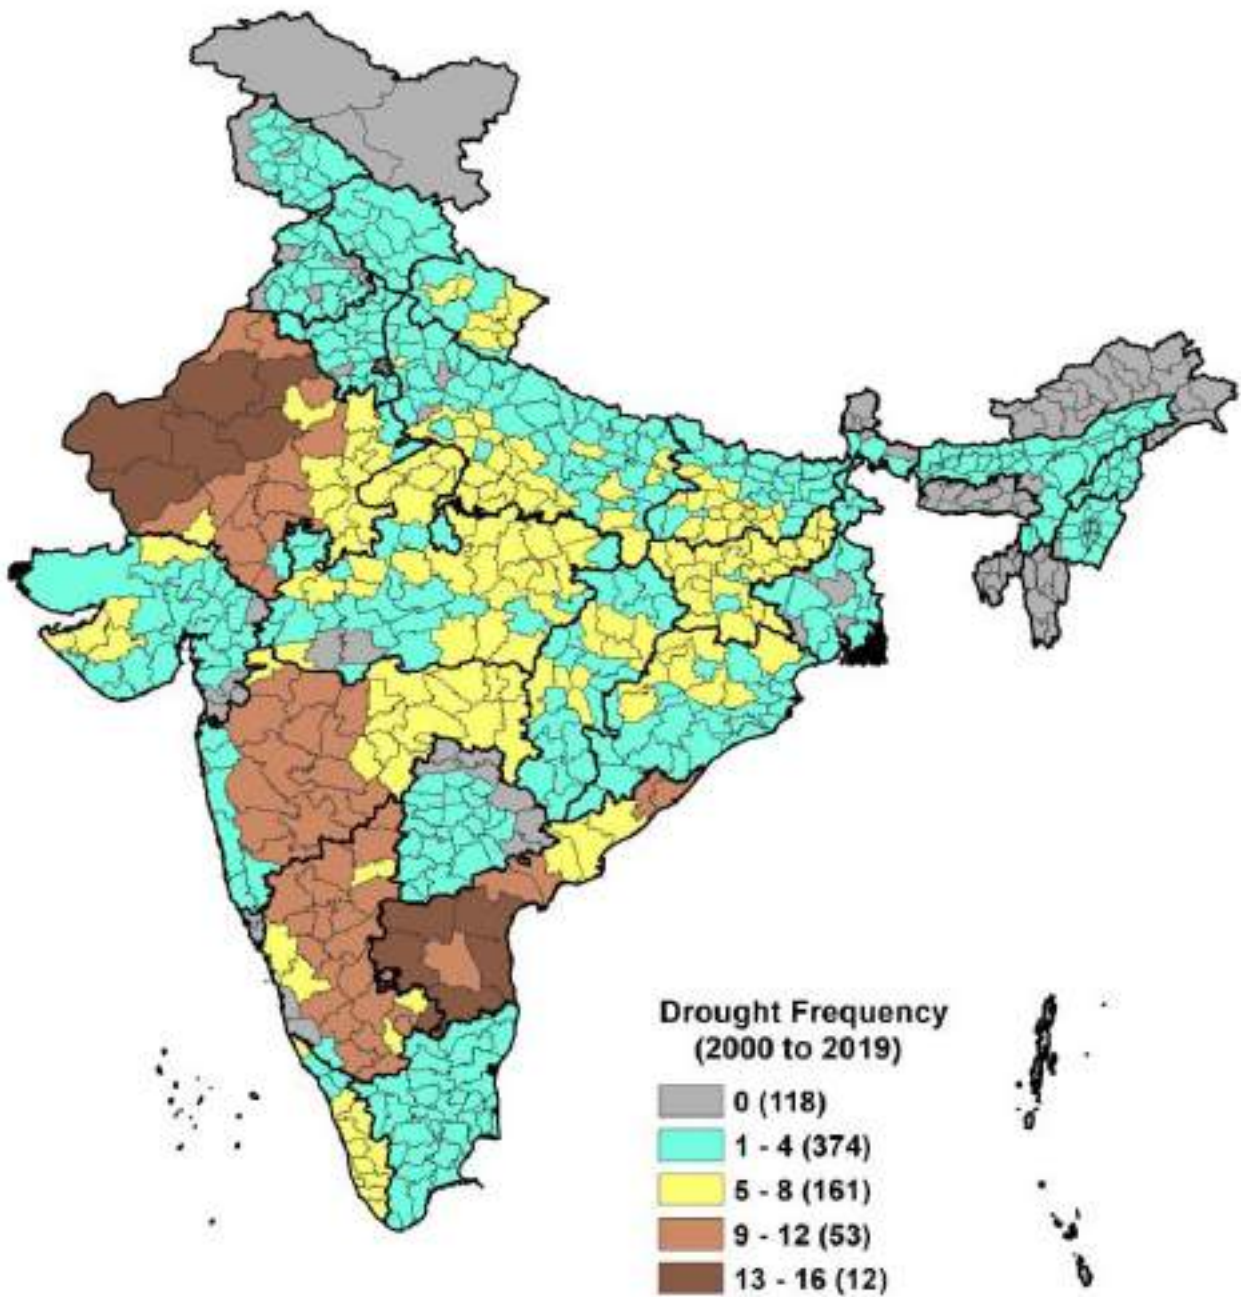 Drought Frequency
(2000 to 2019)
0 (118)
1 - 4 (374)
5 - 8 (161)
9 - 12 (53)
13 - 16 (12)